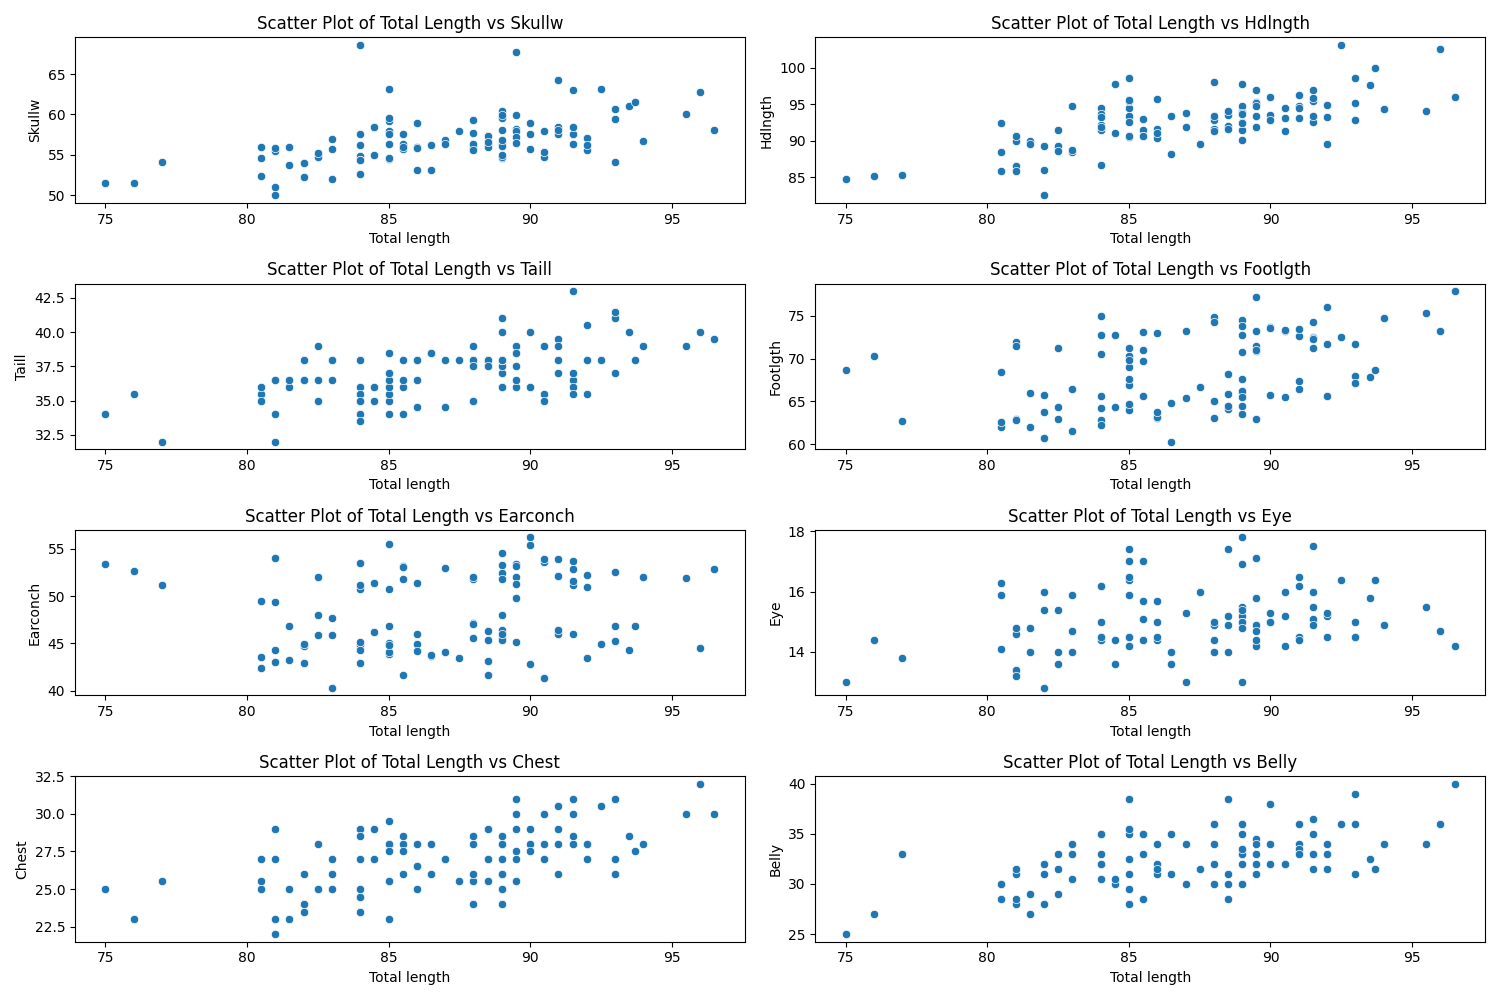 Scatter Plot of Total Length vs Skullw
Skullw
65
60
55
50
75 80 85 90 95
Total length
Scatter Plot of Total Length vs Hdlngth
Hdlngth
100
95
90
85
75 80 85 90 95
Total length
Scatter Plot of Total Length vs Taill
Taill
42.5
40.0
37.5
35.0
32.5
75 80 85 90 95
Total length
Scatter Plot of Total Length vs Footlgth
Footlgth
75
70
65
60
75 80 85 90 95
Total length
Scatter Plot of Total Length vs Earconch
Earconch
55
50
45
40
75 80 85 90 95
Total length
Scatter Plot of Total Length vs Eye
Eye
18
16
14
75 80 85 90 95
Total length
Scatter Plot of Total Length vs Chest
Chest
32.5
30.0
27.5
25.0
22.5
75 80 85 90 95
Total length
Scatter Plot of Total Length vs Belly
Belly
40
35
30
25
75 80 85 90 95
Total length